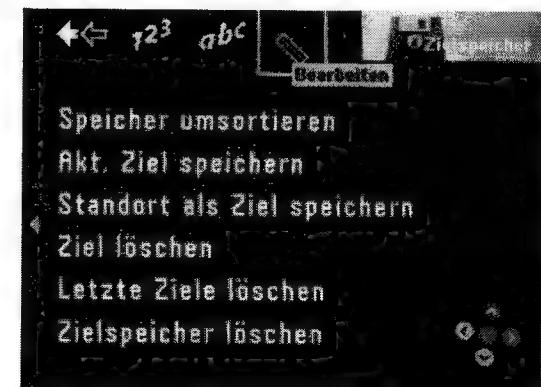 123 abc Zielspeicher
Bearbeiten
Speicher umsortieren
Akt. Ziel speichern
Standort als Ziel speichern
Ziel löschen
Letzte Ziele löschen
Zielspeicher löschen